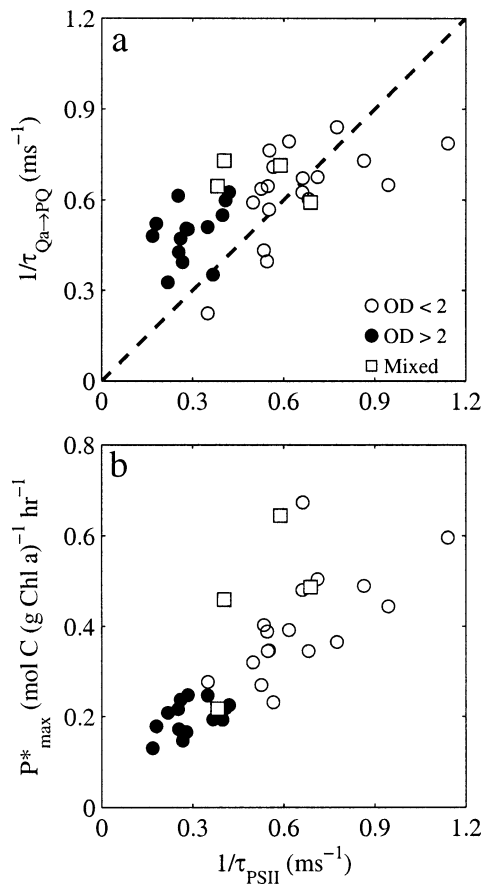 a
1.2
0.9
0.6
0.3
0
1/τQa→PQ (ms⁻¹)
OD < 2
OD > 2
Mixed
0 0.3 0.6 0.9 1.2
b
0.8
0.6
0.4
0.2
0
P*max (mol C (g Chl a)⁻¹ hr⁻¹
0 0.3 0.6 0.9 1.2
1/τPSII (ms⁻¹)